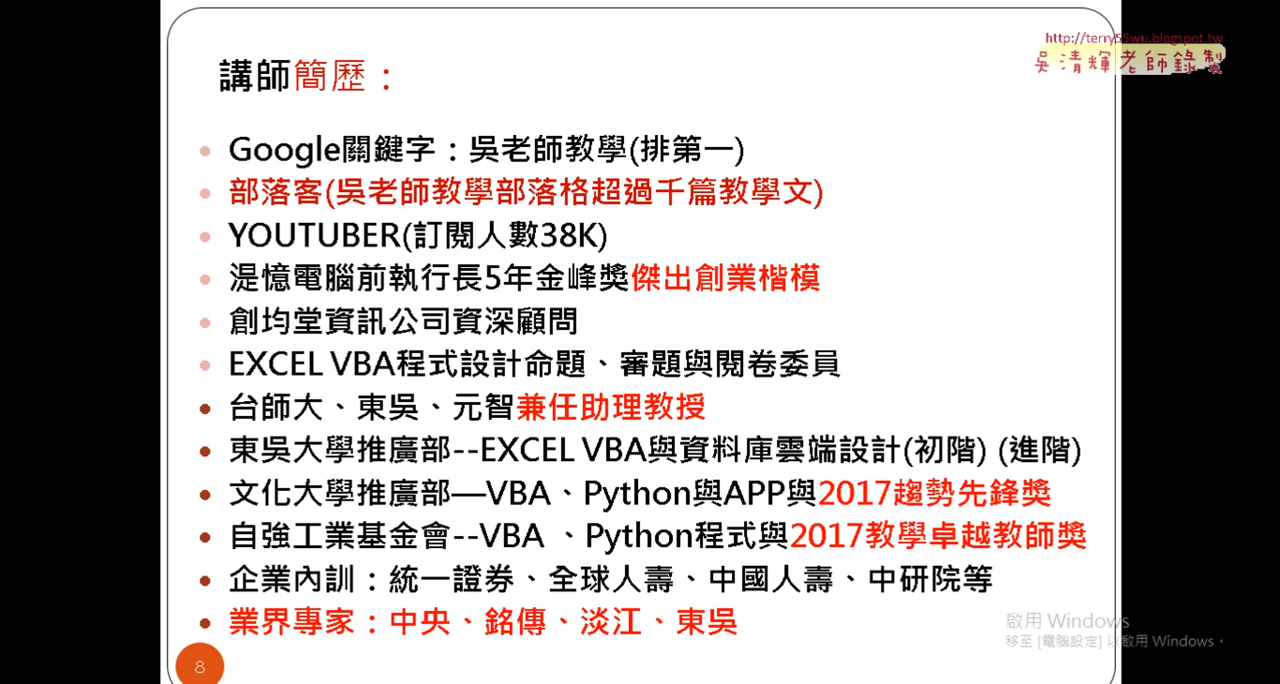 http://terry55wu.blogspot.tw
吳清輝老師錄製
講師簡歷：
Google關鍵字：吳老師教學(排第一)
部落客(吳老師教學部落格超過千篇教學文)
YOUTUBER(訂閱人數38K)
湜憶電腦前執行長5年金峰獎傑出創業楷模
創均堂資訊公司資深顧問
EXCEL VBA程式設計命題、審題與閱卷委員
台師大、東吳、元智兼任助理教授
東吳大學推廣部--EXCEL VBA與資料庫雲端設計(初階) (進階)
文化大學推廣部—VBA、Python與APP與2017趨勢先鋒獎
自強工業基金會--VBA 、Python程式與2017教學卓越教師獎
企業內訓：統一證券、全球人壽、中國人壽、中研院等
業界專家：中央、銘傳、淡江、東吳
啟用 Windows
移至 [電腦設定] 以啟用 Windows。
8